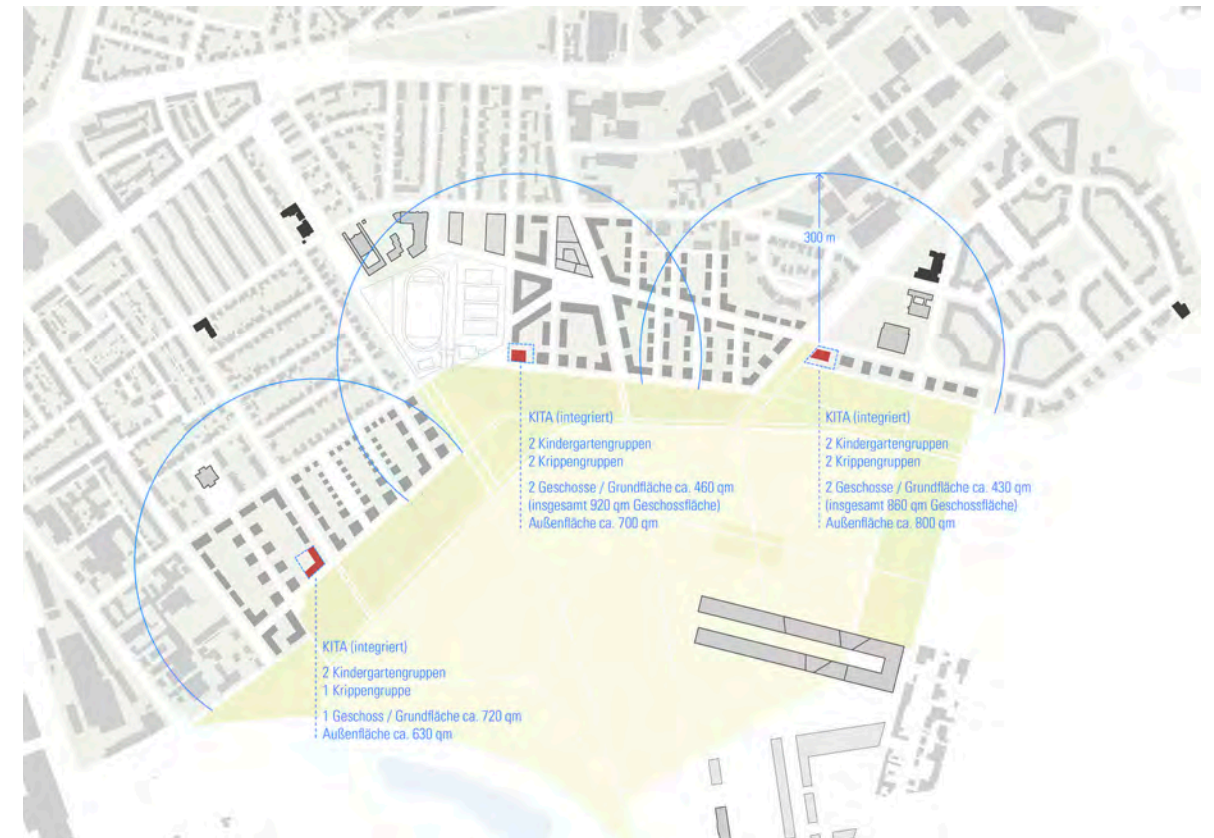 300 m
KITA (integriert)
2 Kindergartengruppen
2 Krippengruppen
2 Geschosse / Grundfläche ca. 460 qm
(insgesamt 920 qm Geschossfläche)
Außenfläche ca. 700 qm
KITA (integriert)
2 Kindergartengruppen
2 Krippengruppen
2 Geschosse / Grundfläche ca. 430 qm
(insgesamt 860 qm Geschossfläche)
Außenfläche ca. 800 qm
KITA (integriert)
2 Kindergartengruppen
1 Krippengruppe
1 Geschoss / Grundfläche ca. 720 qm
Außenfläche ca. 630 qm